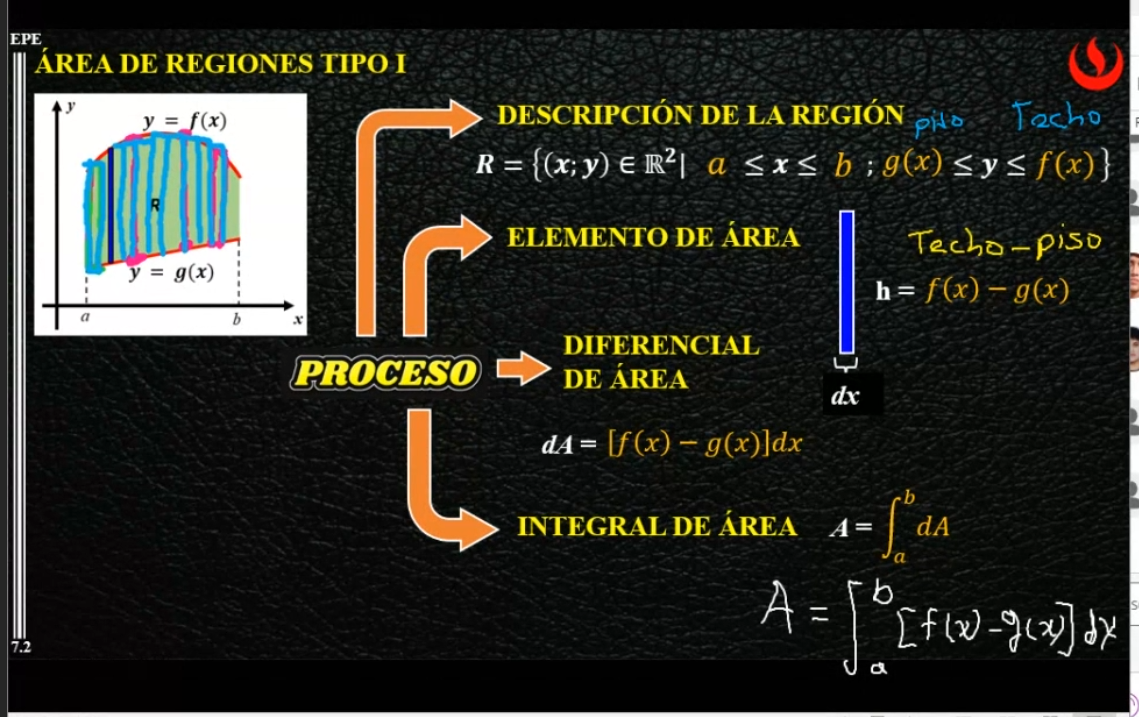 EPE
ÁREA DE REGIONES TIPO I
y
y = f(x)
R
y = g(x)
a
b
x
DESCRIPCIÓN DE LA REGIÓN
piso Techo
R = {(x; y) ∈ ℝ²| a ≤ x ≤ b ; g(x) ≤ y ≤ f(x)}
ELEMENTO DE ÁREA
Techo - piso
h = f(x) − g(x)
PROCESO
DIFERENCIAL
DE ÁREA
dx
dA = [f(x) − g(x)]dx
INTEGRAL DE ÁREA A = ∫ₐᵇ dA
A = ∫ₐᵇ [f(x) - g(x)] dx
7.2